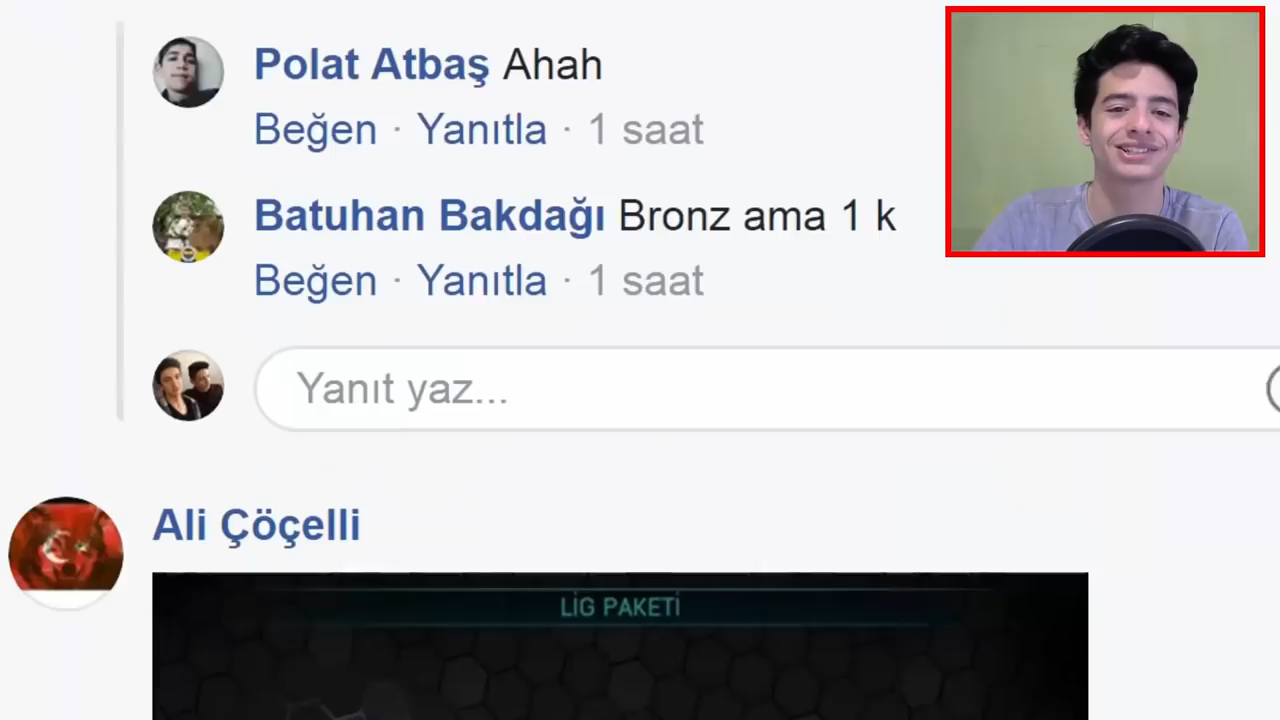 Polat Atbaş Ahah
Beğen · Yanıtla · 1 saat
Batuhan Bakdağı Bronz ama 1 k
Beğen · Yanıtla · 1 saat
Yanıt yaz...
Ali Çöçelli
LİG PAKETİ